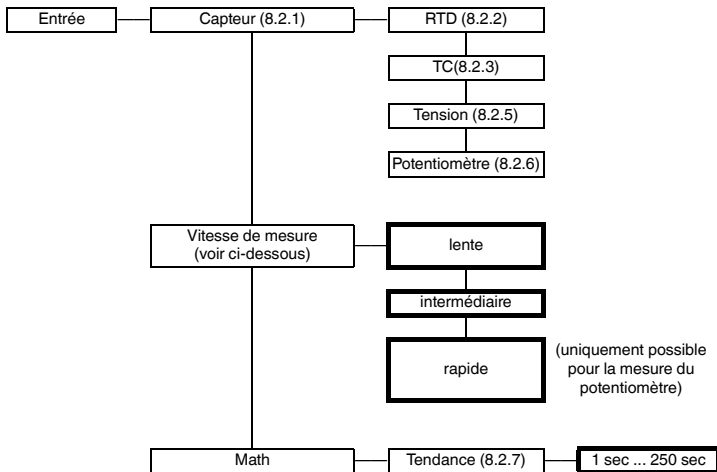 Entrée
Capteur (8.2.1)
RTD (8.2.2)
TC(8.2.3)
Tension (8.2.5)
Potentiomètre (8.2.6)
Vitesse de mesure
(voir ci-dessous)
lente
intermédiaire
rapide
(uniquement possible
pour la mesure du
potentiomètre)
Math
Tendance (8.2.7)
1 sec ... 250 sec